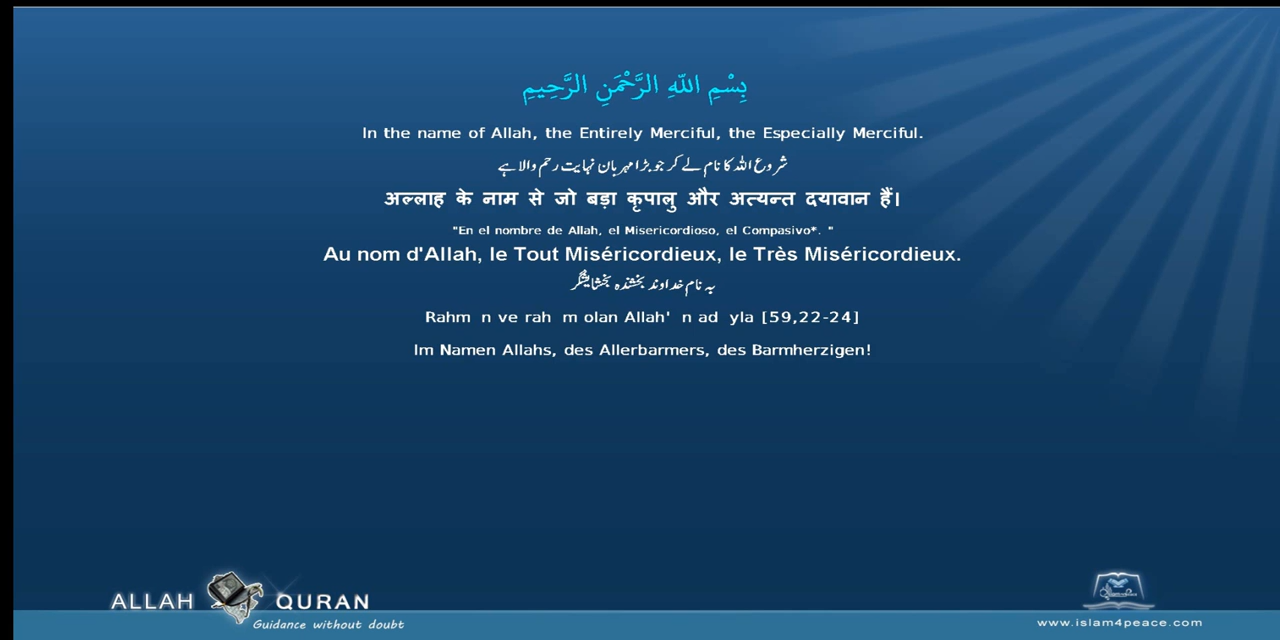 بِسْمِ اللّهِ الرَّحْمَنِ الرَّحِيمِ
In the name of Allah, the Entirely Merciful, the Especially Merciful.
شروع الله کا نام لے کر جو بڑا مہربان نہایت رحم والا ہے
अल्लाह के नाम से जो बड़ा कृपालु और अत्यन्त दयावान हैं।
"En el nombre de Allah, el Misericordioso, el Compasivo*. "
Au nom d'Allah, le Tout Miséricordieux, le Très Miséricordieux.
به نام خداوند بخشنده بخشایشگر
Rahm n ve rah m olan Allah' n ad yla [59,22-24]
Im Namen Allahs, des Allerbarmers, des Barmherzigen!
ALLAH QURAN
Guidance without doubt
www.islam4peace.com